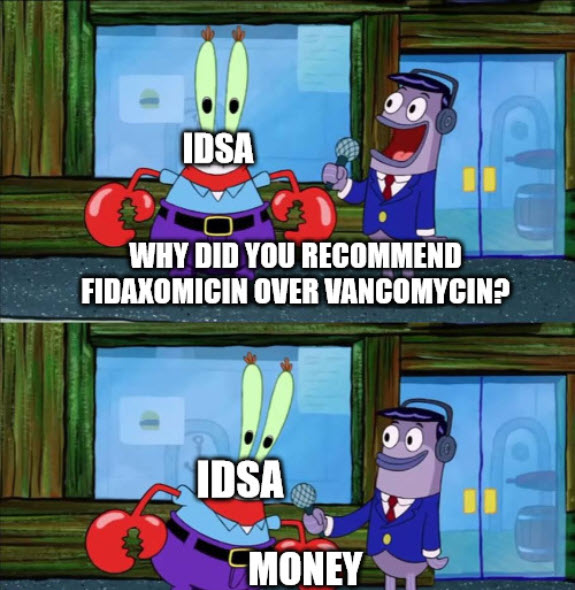 IDSA
WHY DID YOU RECOMMEND
FIDAXOMICIN OVER VANCOMYCIN?
IDSA
MONEY